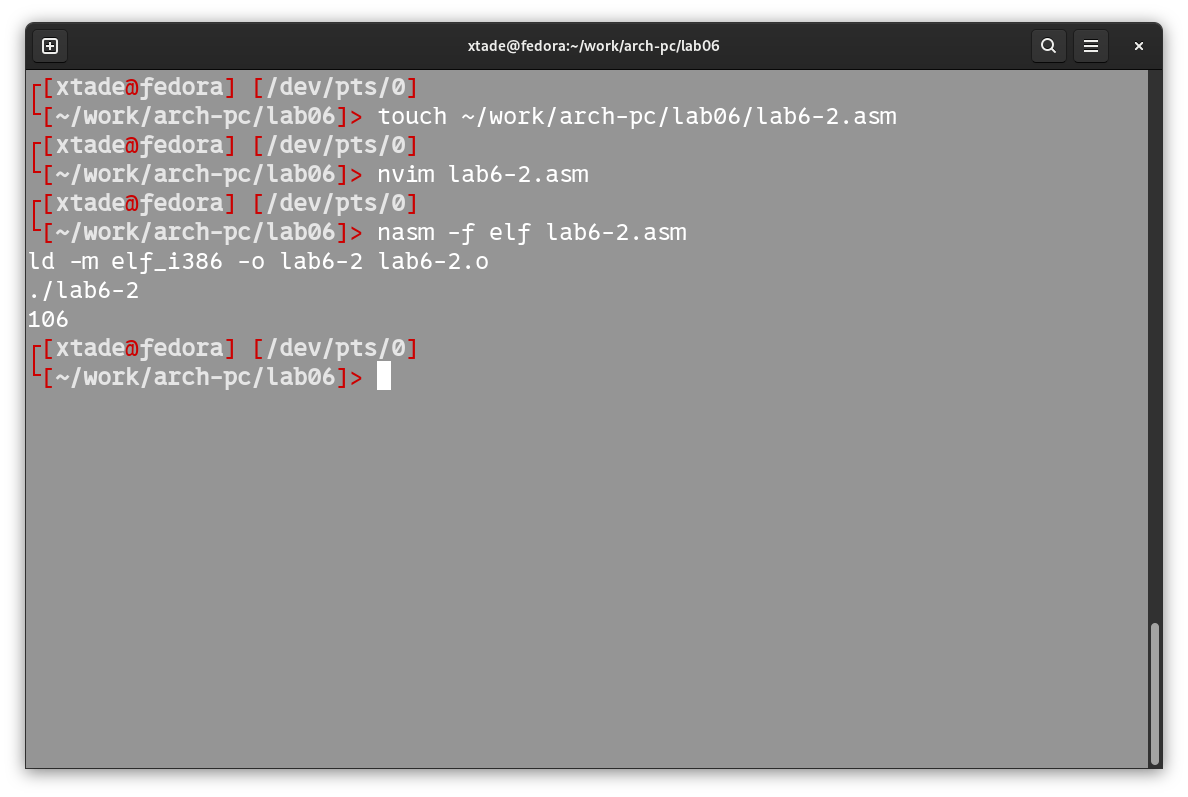 xtade@fedora:~/work/arch-pc/lab06
┌[xtade@fedora] [/dev/pts/0]
└[~/work/arch-pc/lab06]> touch ~/work/arch-pc/lab06/lab6-2.asm
┌[xtade@fedora] [/dev/pts/0]
└[~/work/arch-pc/lab06]> nvim lab6-2.asm
┌[xtade@fedora] [/dev/pts/0]
└[~/work/arch-pc/lab06]> nasm -f elf lab6-2.asm
ld -m elf_i386 -o lab6-2 lab6-2.o
./lab6-2
106
┌[xtade@fedora] [/dev/pts/0]
└[~/work/arch-pc/lab06]>